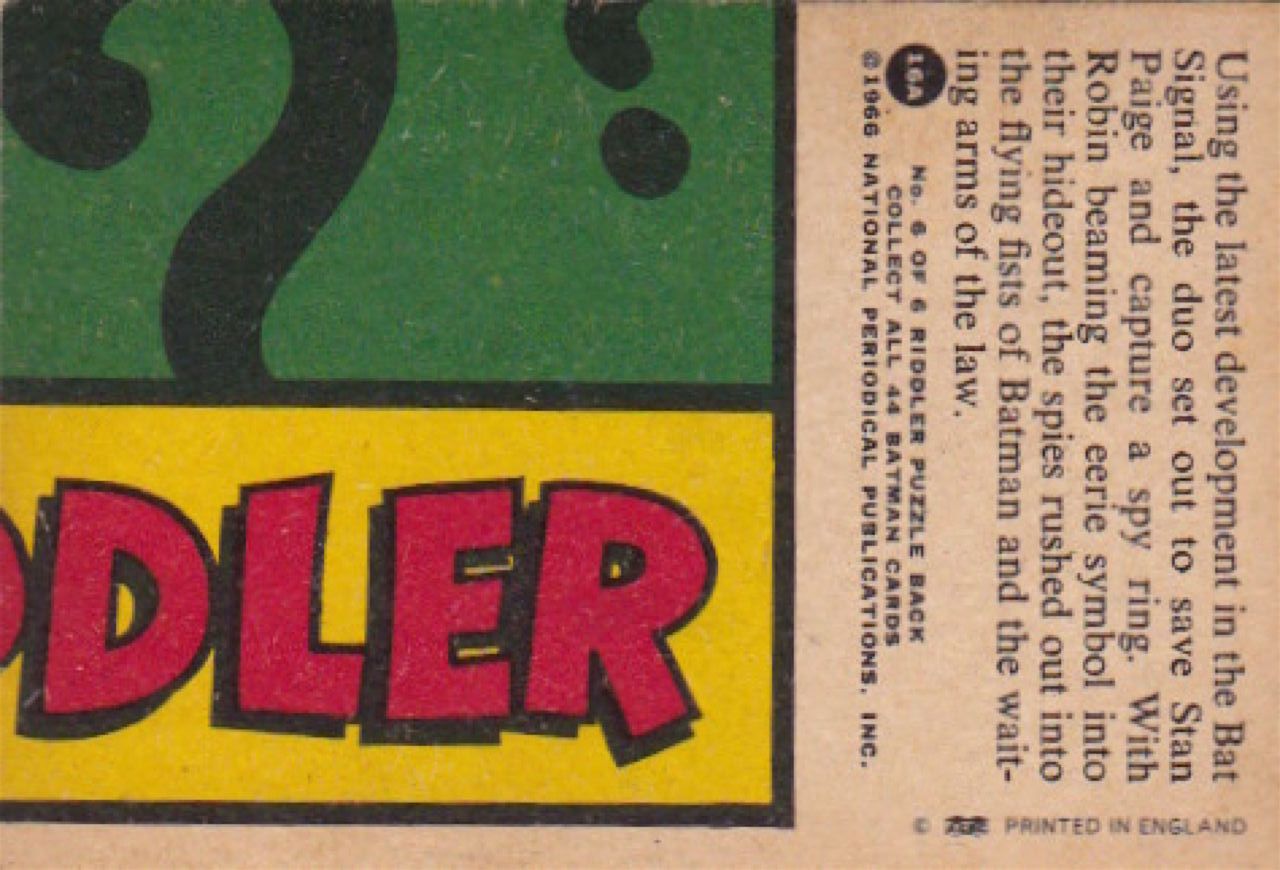 Using the latest development in the Bat
Signal, the duo set out to save Stan
Paige and capture a spy ring. With
Robin beaming the eerie symbol into
their hideout, the spies rushed out into
the flying fists of Batman and the wait-
ing arms of the law.
16A
No. 6 OF 6 RIDDLER PUZZLE BACK
COLLECT ALL 44 BATMAN CARDS
©1966 NATIONAL PERIODICAL PUBLICATIONS, INC.
© PRINTED IN ENGLAND
DLER